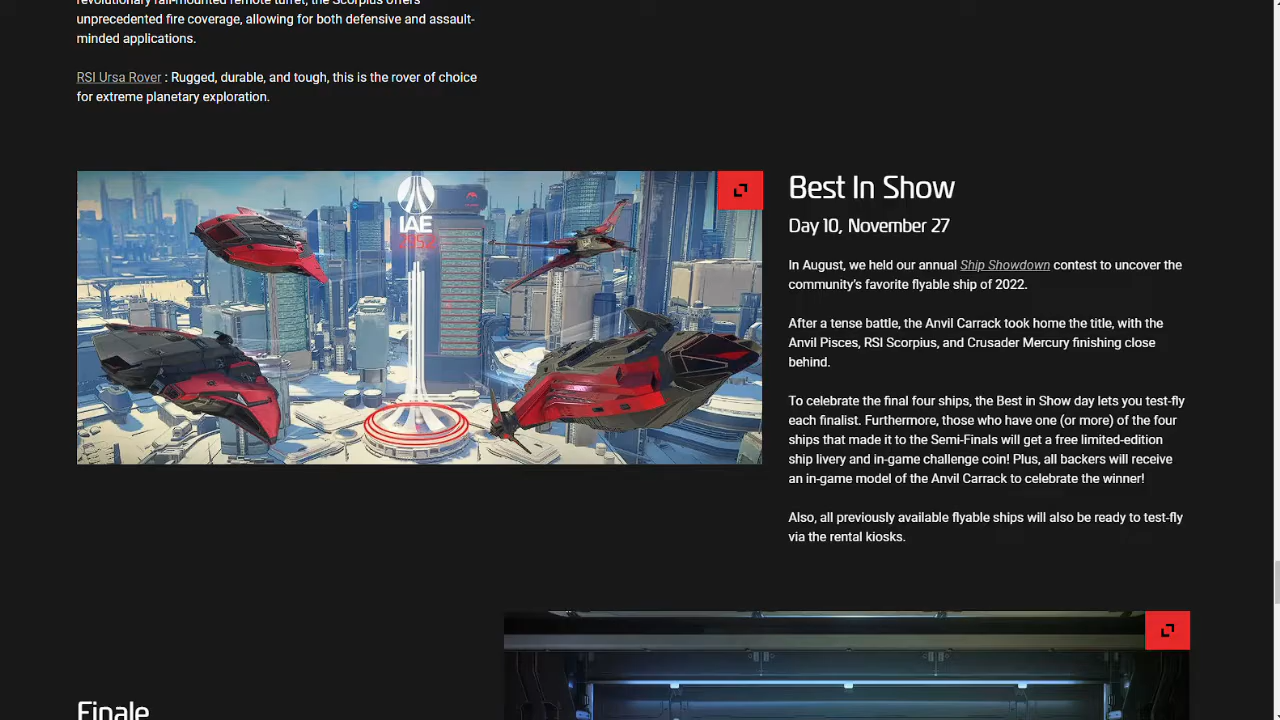 revolutionary rail-mounted remote turret, the Scorpius offers
unprecedented fire coverage, allowing for both defensive and assault-
minded applications.
RSI Ursa Rover : Rugged, durable, and tough, this is the rover of choice
for extreme planetary exploration.
IAE
2952
Best In Show
Day 10, November 27
In August, we held our annual Ship Showdown contest to uncover the
community's favorite flyable ship of 2022.
After a tense battle, the Anvil Carrack took home the title, with the
Anvil Pisces, RSI Scorpius, and Crusader Mercury finishing close
behind.
To celebrate the final four ships, the Best in Show day lets you test-fly
each finalist. Furthermore, those who have one (or more) of the four
ships that made it to the Semi-Finals will get a free limited-edition
ship livery and in-game challenge coin! Plus, all backers will receive
an in-game model of the Anvil Carrack to celebrate the winner!
Also, all previously available flyable ships will also be ready to test-fly
via the rental kiosks.
Finale